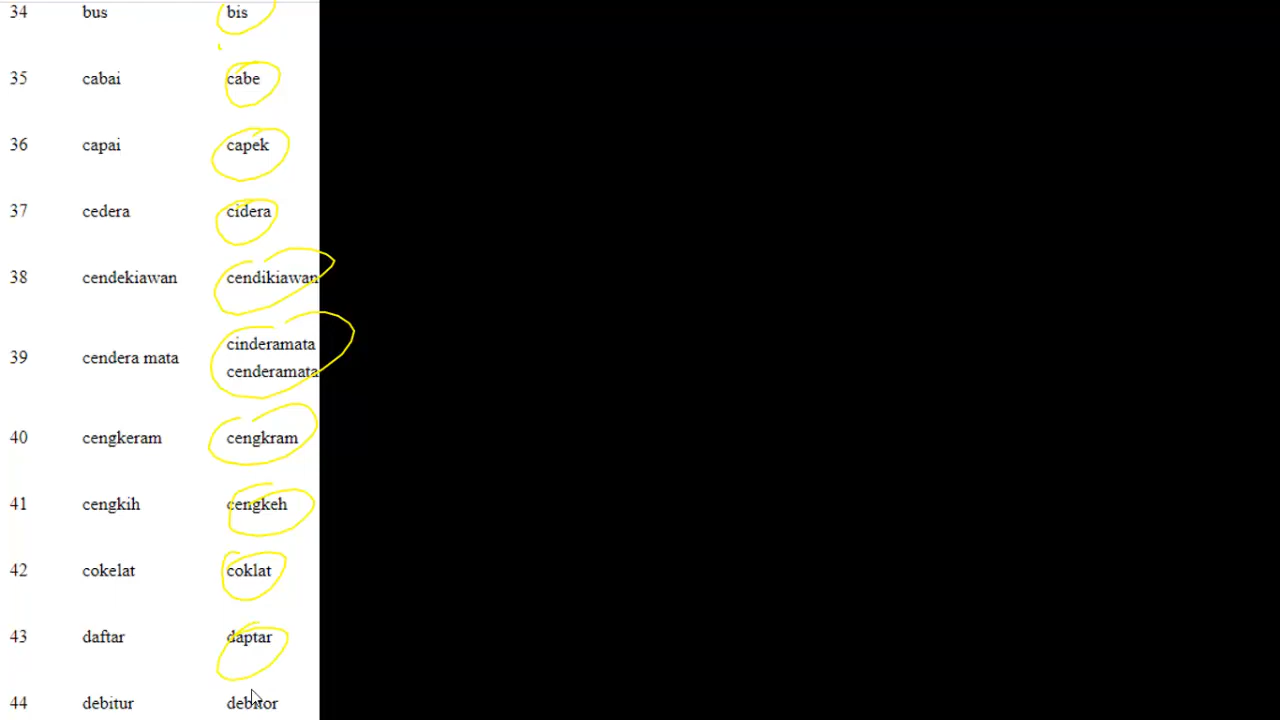 34 bus bis
35 cabai cabe
36 capai capek
37 cedera cidera
38 cendekiawan cendikiawan
cinderamata
39 cendera mata
cenderamata
40 cengkeram cengkram
41 cengkih cengkeh
42 cokelat coklat
43 daftar daptar
44 debitur debitor